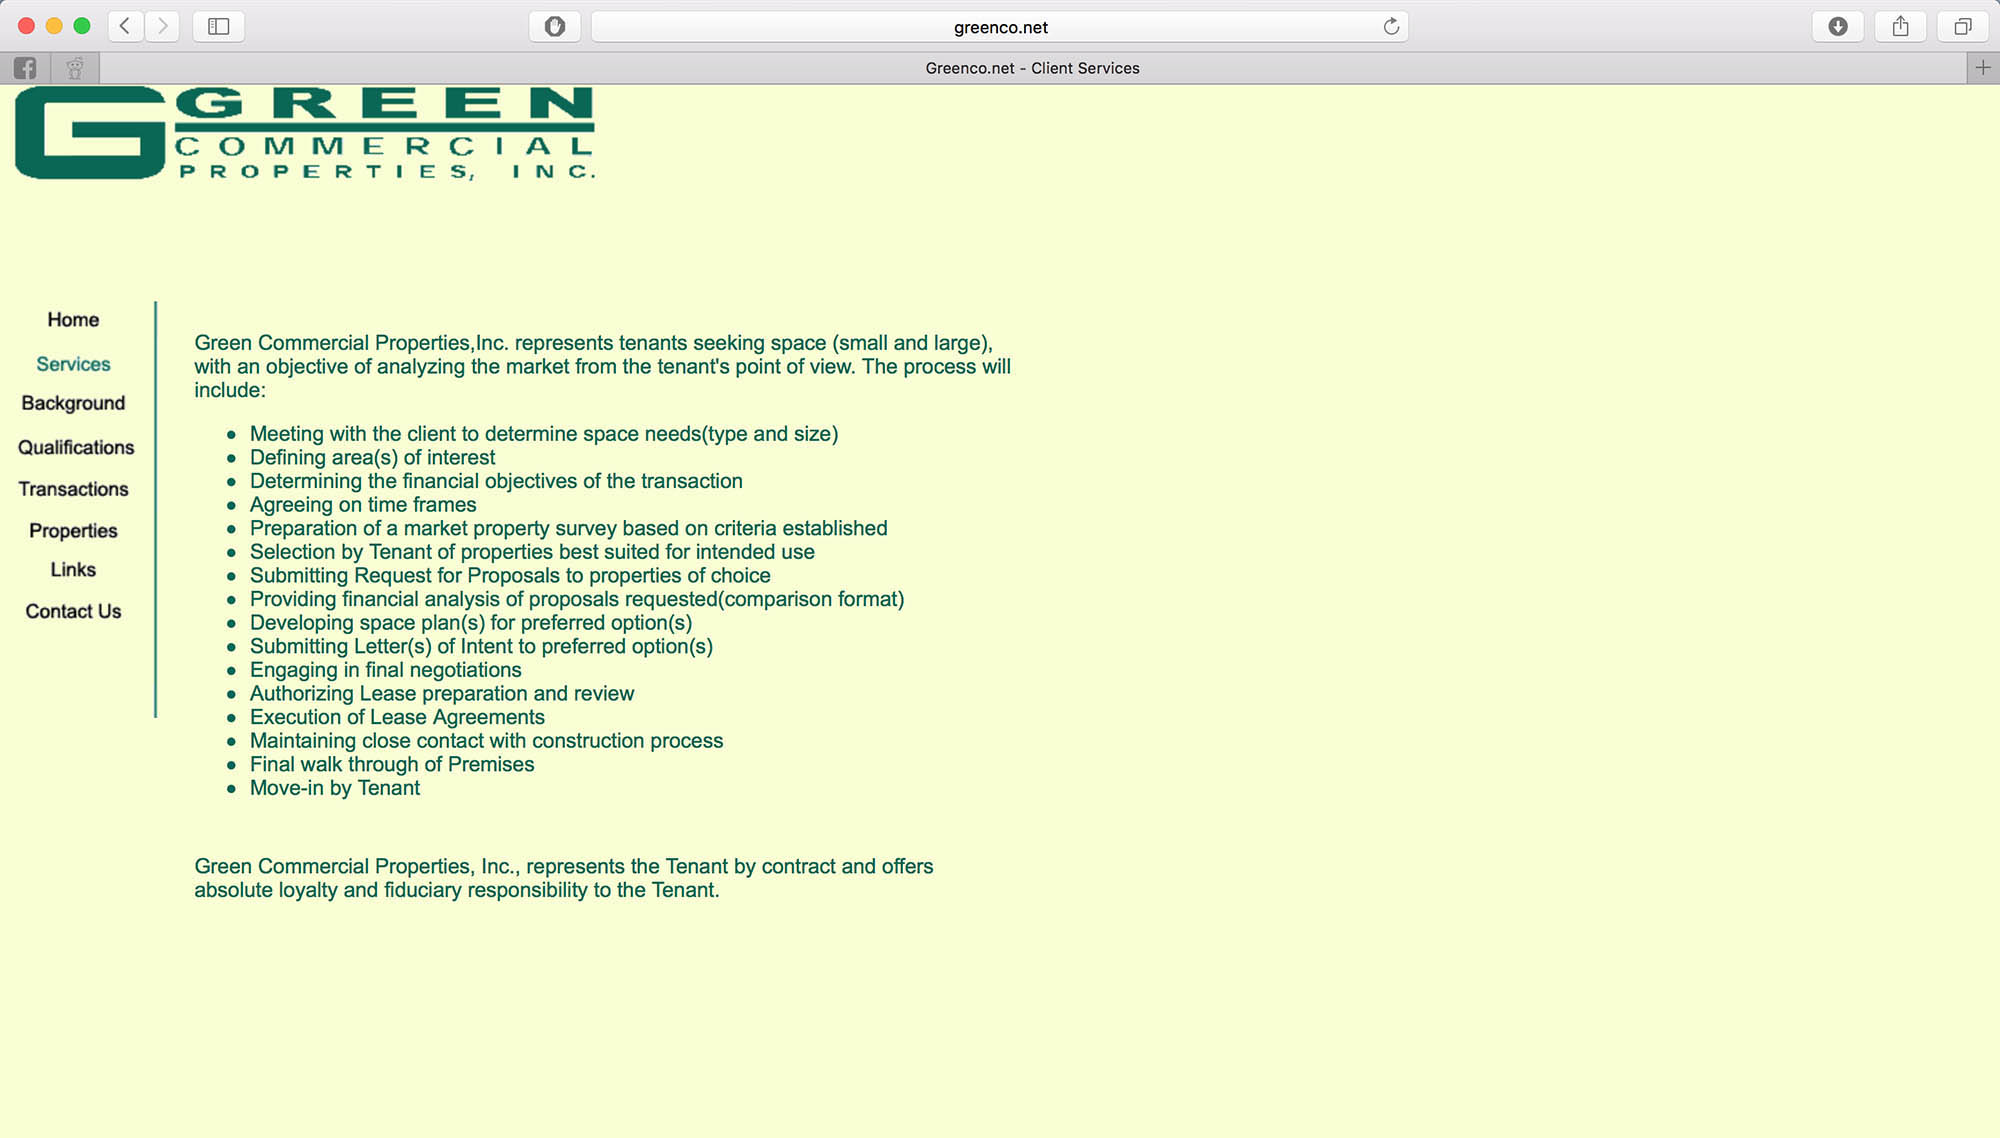 greenco.net
Greenco.net - Client Services
G GREEN
COMMERCIAL
PROPERTIES, INC.
Home
Services
Background
Qualifications
Transactions
Properties
Links
Contact Us
Green Commercial Properties,Inc. represents tenants seeking space (small and large),
with an objective of analyzing the market from the tenant's point of view. The process will
include:
• Meeting with the client to determine space needs(type and size)
• Defining area(s) of interest
• Determining the financial objectives of the transaction
• Agreeing on time frames
• Preparation of a market property survey based on criteria established
• Selection by Tenant of properties best suited for intended use
• Submitting Request for Proposals to properties of choice
• Providing financial analysis of proposals requested(comparison format)
• Developing space plan(s) for preferred option(s)
• Submitting Letter(s) of Intent to preferred option(s)
• Engaging in final negotiations
• Authorizing Lease preparation and review
• Execution of Lease Agreements
• Maintaining close contact with construction process
• Final walk through of Premises
• Move-in by Tenant
Green Commercial Properties, Inc., represents the Tenant by contract and offers
absolute loyalty and fiduciary responsibility to the Tenant.